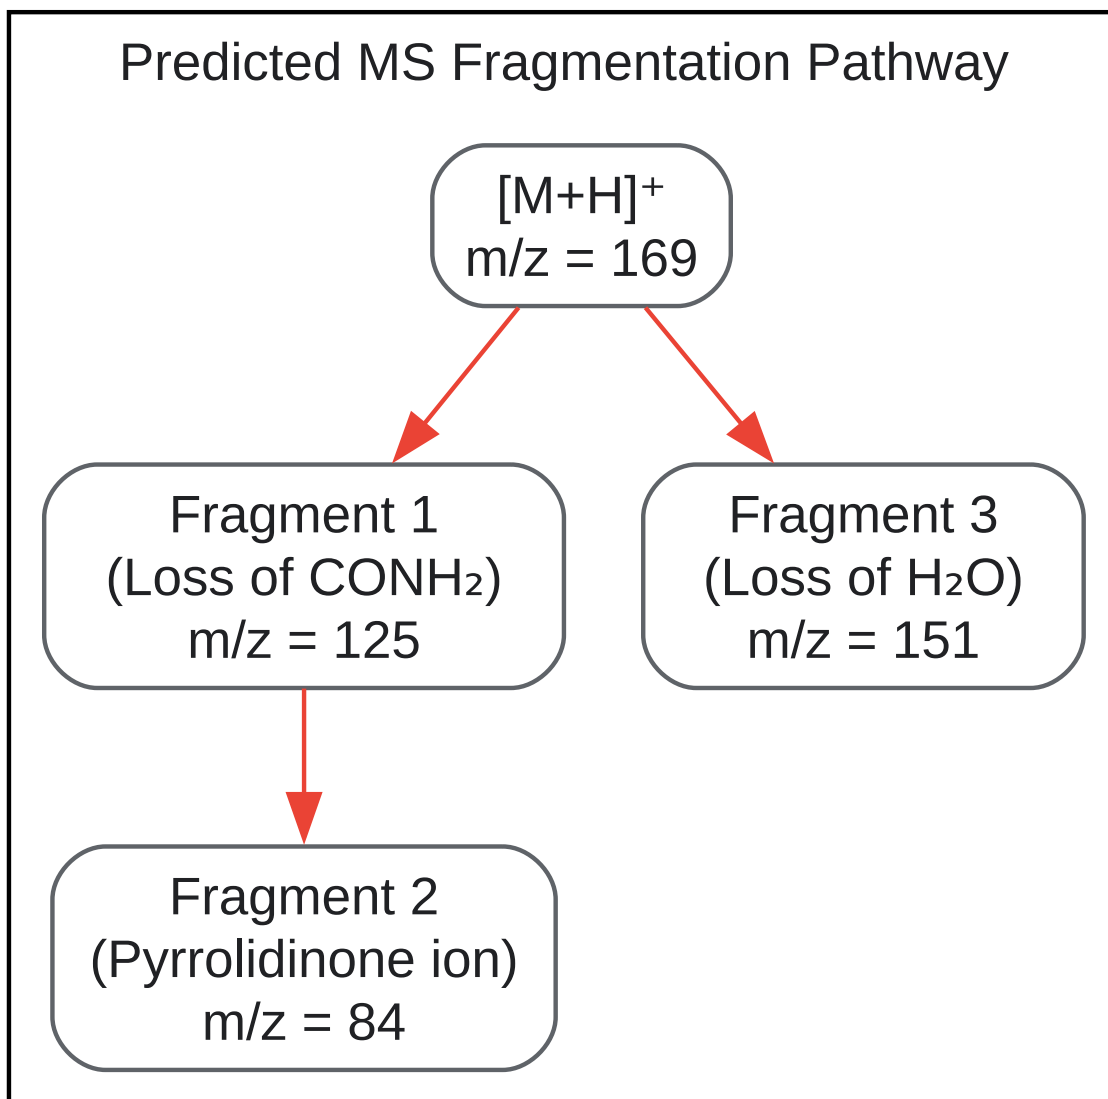 Predicted MS Fragmentation Pathway
[M+H]⁺
m/z = 169
Fragment 1
(Loss of CONH₂)
m/z = 125
Fragment 3
(Loss of H₂O)
m/z = 151
Fragment 2
(Pyrrolidinone ion)
m/z = 84